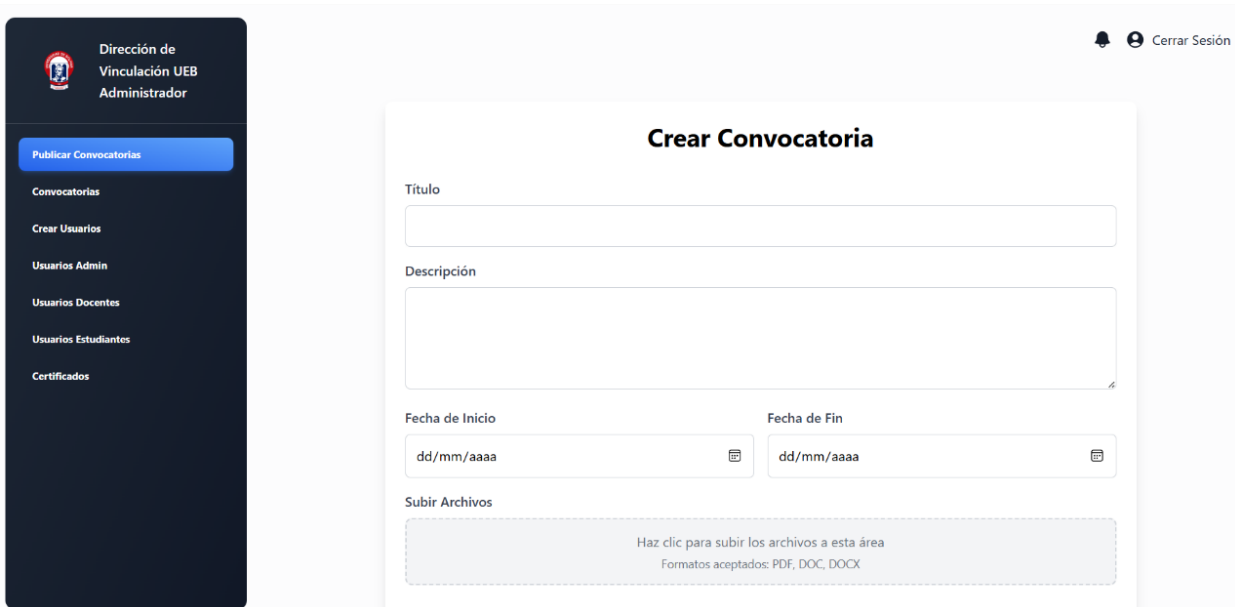 Dirección de
Vinculación UEB
Administrador
Cerrar Sesión
Publicar Convocatorias
Convocatorias
Crear Usuarios
Usuarios Admin
Usuarios Docentes
Usuarios Estudiantes
Certificados
Crear Convocatoria
Título
Descripción
Fecha de Inicio
Fecha de Fin
dd/mm/aaaa
dd/mm/aaaa
Subir Archivos
Haz clic para subir los archivos a esta área
Formatos aceptados: PDF, DOC, DOCX